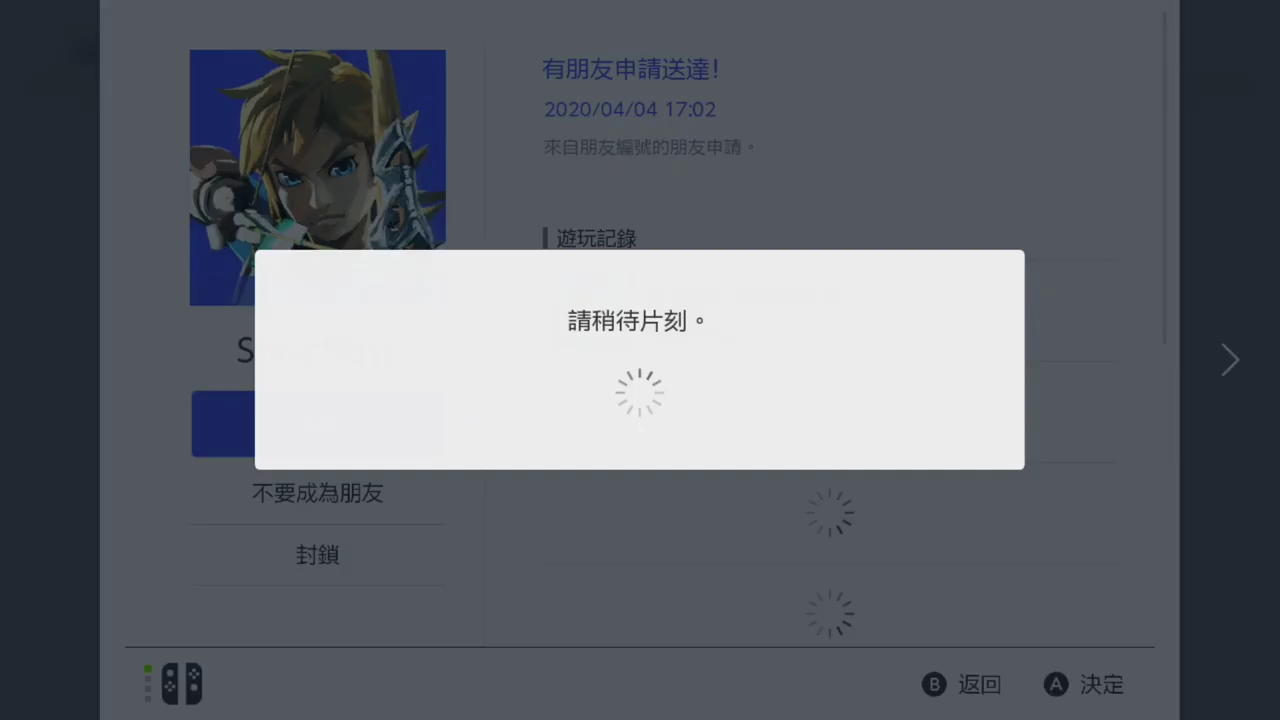 有朋友申請送達!
2020/04/04 17:02
來自朋友編號的朋友申請。
遊玩記錄
請稍待片刻。
不要成為朋友
封鎖
B 返回
A 決定